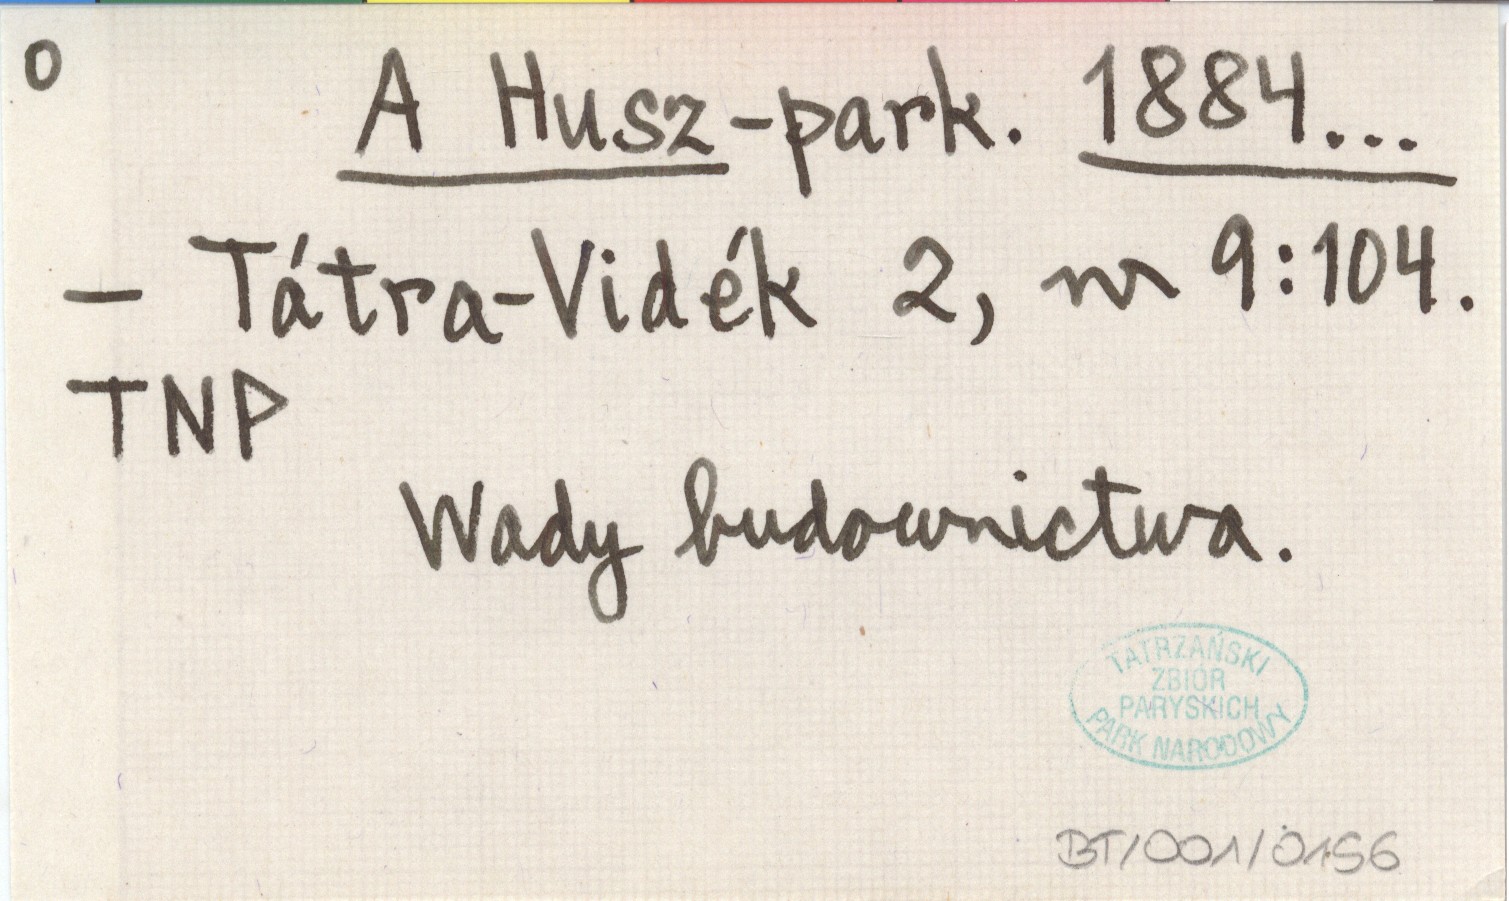 O
A Husz-park. 1884...
– Tátra-Vidék 2, nr 9:104.
TNP
Wady budownictwa.
TATRZAŃSKI
ZBIÓR
PARYSKICH
PARK NARODOWY
BT/001/0156